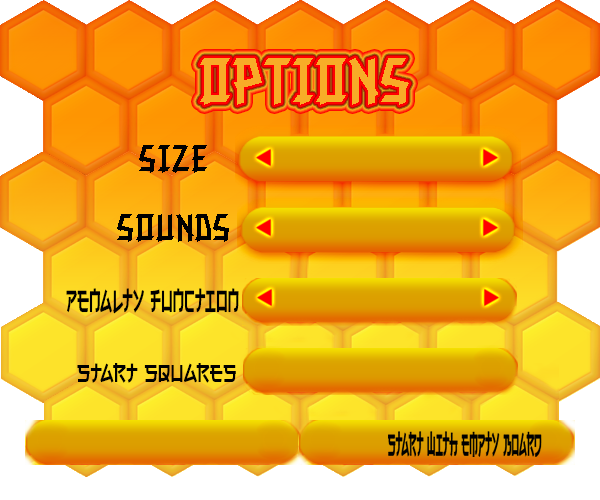 OPTIONS
SIZE
SOUNDS
PENALTY FUNCTION
START SQUARES
START WITH EMPTY BOARD